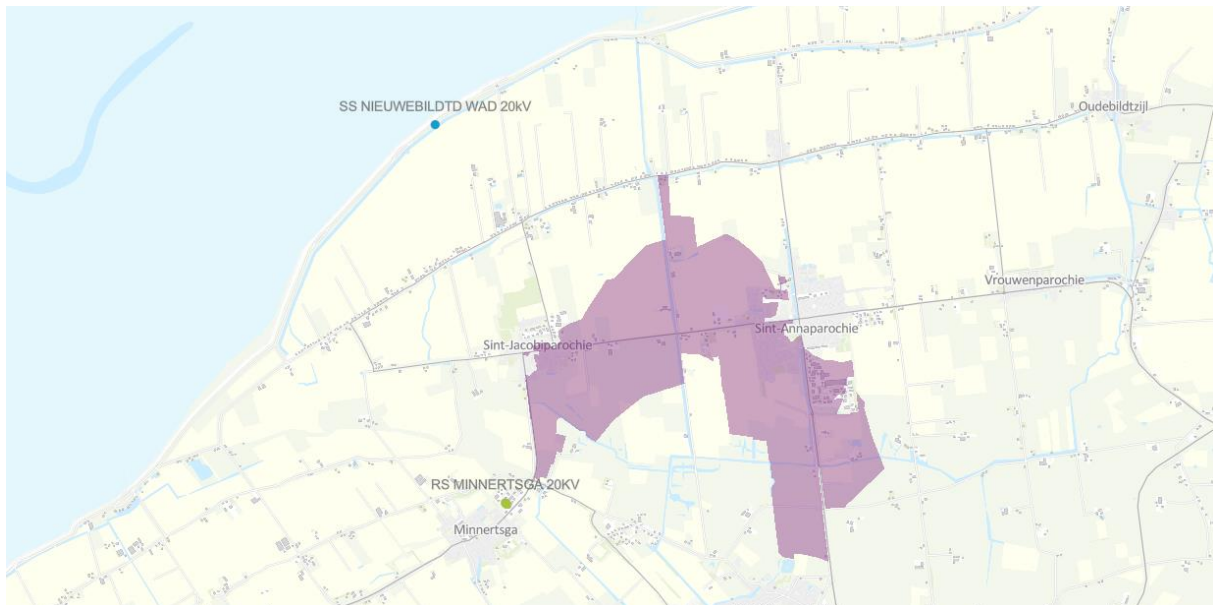 SS NIEUWEBILDTD WAD 20kV
Oudebildtzijl
Vrouwenparochie
Sint-Annaparochie
Sint-Jacobiparochie
RS MINNERTSGA 20KV
Minnertsga